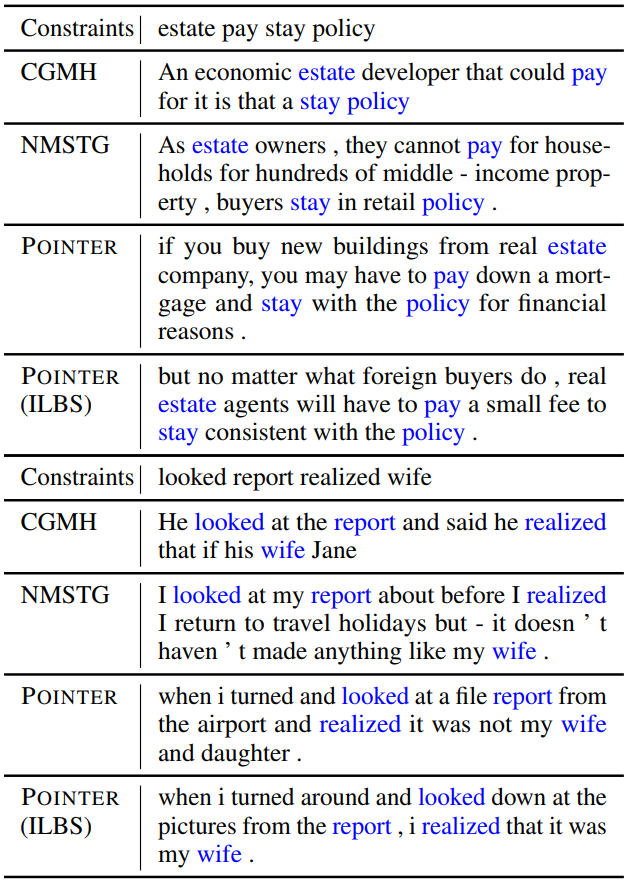 Constraints estate pay stay policy
CGMH An economic estate developer that could pay
for it is that a stay policy
NMSTG As estate owners , they cannot pay for house-
holds for hundreds of middle - income prop-
erty , buyers stay in retail policy .
POINTER if you buy new buildings from real estate
company, you may have to pay down a mort-
gage and stay with the policy for financial
reasons .
POINTER but no matter what foreign buyers do , real
(ILBS) estate agents will have to pay a small fee to
stay consistent with the policy .
Constraints looked report realized wife
CGMH He looked at the report and said he realized
that if his wife Jane
NMSTG I looked at my report about before I realized
I return to travel holidays but - it doesn ’ t
haven ’ t made anything like my wife .
POINTER when i turned and looked at a file report from
the airport and realized it was not my wife
and daughter .
POINTER when i turned around and looked down at the
(ILBS) pictures from the report , i realized that it was
my wife .